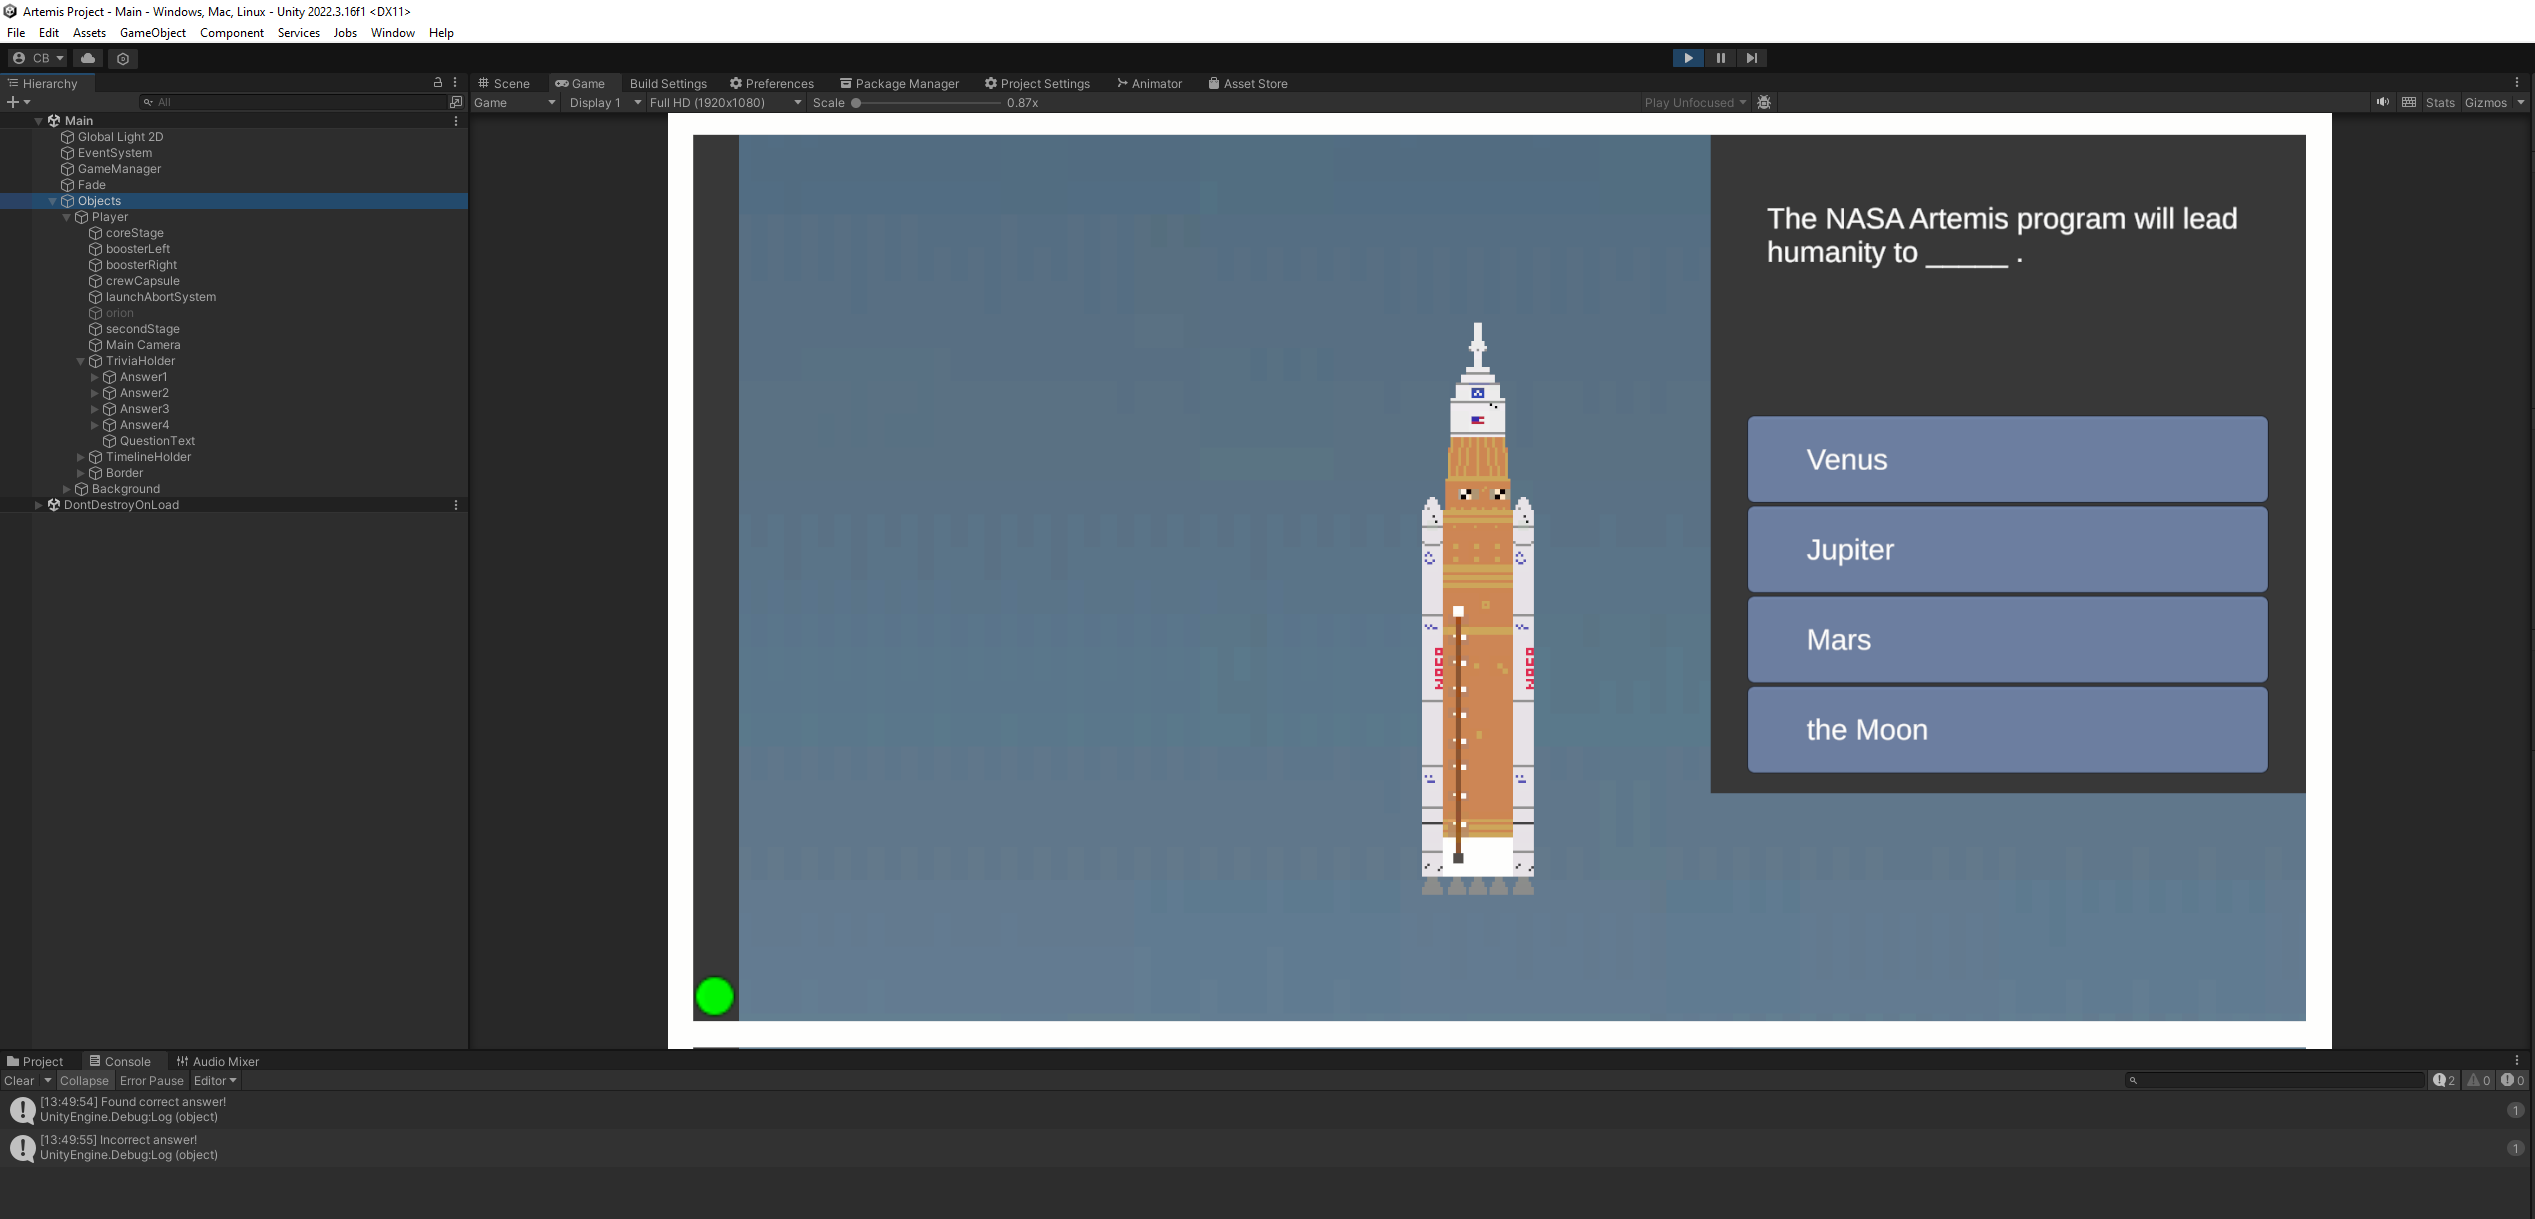 Artemis Project - Main - Windows, Mac, Linux - Unity 2022.3.16f1 <DX11>
File Edit Assets GameObject Component Services Jobs Window Help
CB
Hierarchy
All
Main
Global Light 2D
EventSystem
GameManager
Fade
Objects
Player
coreStage
boosterLeft
boosterRight
crewCapsule
launchAbortSystem
orion
secondStage
Main Camera
TriviaHolder
Answer1
Answer2
Answer3
Answer4
QuestionText
TimelineHolder
Border
Background
DontDestroyOnLoad
Scene Game Build Settings Preferences Package Manager Project Settings Animator Asset Store
Game Display 1 Full HD (1920x1080) Scale 0.87x Play Unfocused Stats Gizmos
The NASA Artemis program will lead
humanity to _____ .
Venus
Jupiter
Mars
the Moon
Project Console Audio Mixer
Clear Collapse Error Pause Editor 2 0 0
[13:49:54] Found correct answer!
UnityEngine.Debug:Log (object)
1
[13:49:55] Incorrect answer!
UnityEngine.Debug:Log (object)
1